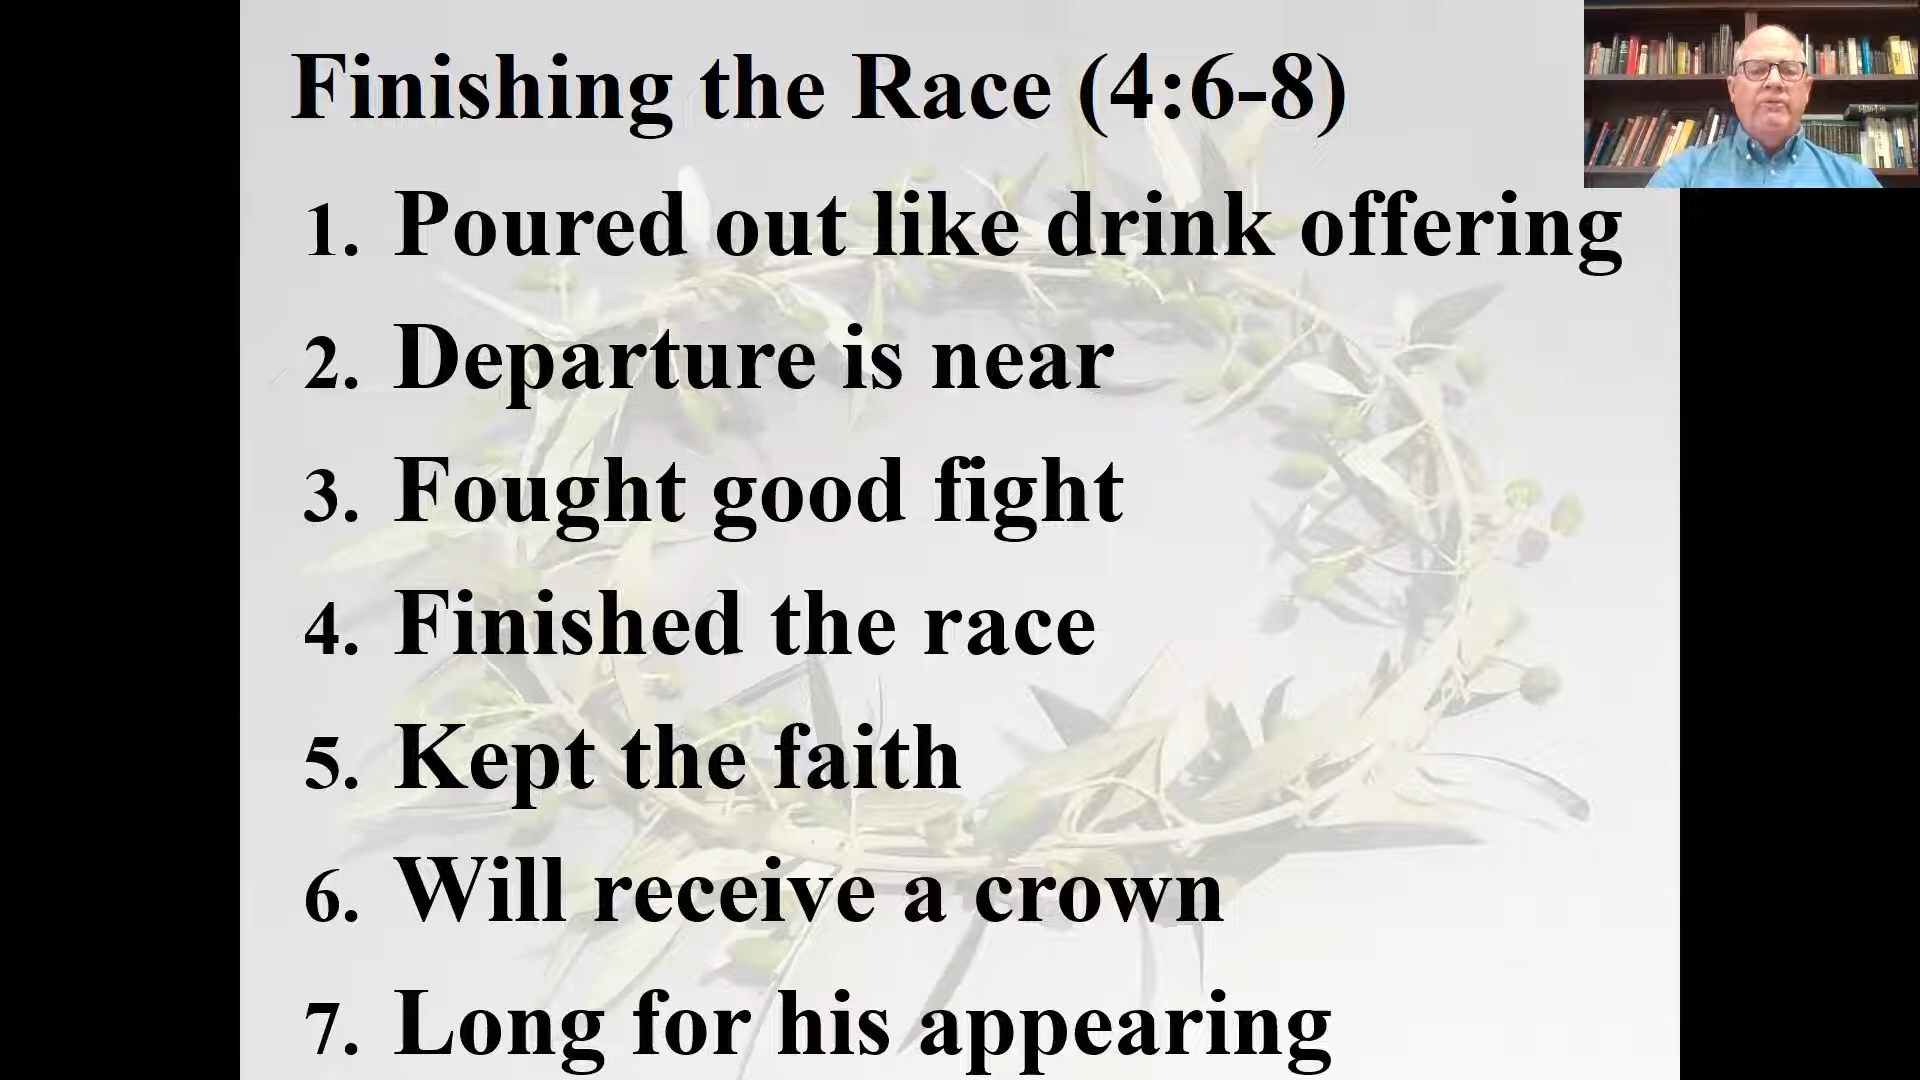 Finishing the Race (4:6-8)
1. Poured out like drink offering
2. Departure is near
3. Fought good fight
4. Finished the race
5. Kept the faith
6. Will receive a crown
7. Long for his appearing